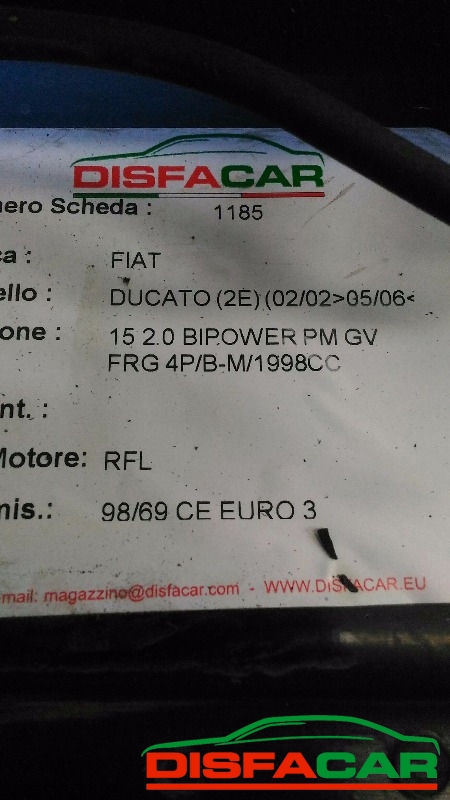 DISFACAR
ero Scheda : 1185
a : FIAT
ello : DUCATO (2E) (02/02>05/06<
one : 15 2.0 BIPOWER PM GV
FRG 4P/B-M/1998CC
nt. :
Motore: RFL
mis.: 98/69 CE EURO 3
mail: magazzino@disfacar.com - WWW.DISFACAR.EU
DISFACAR